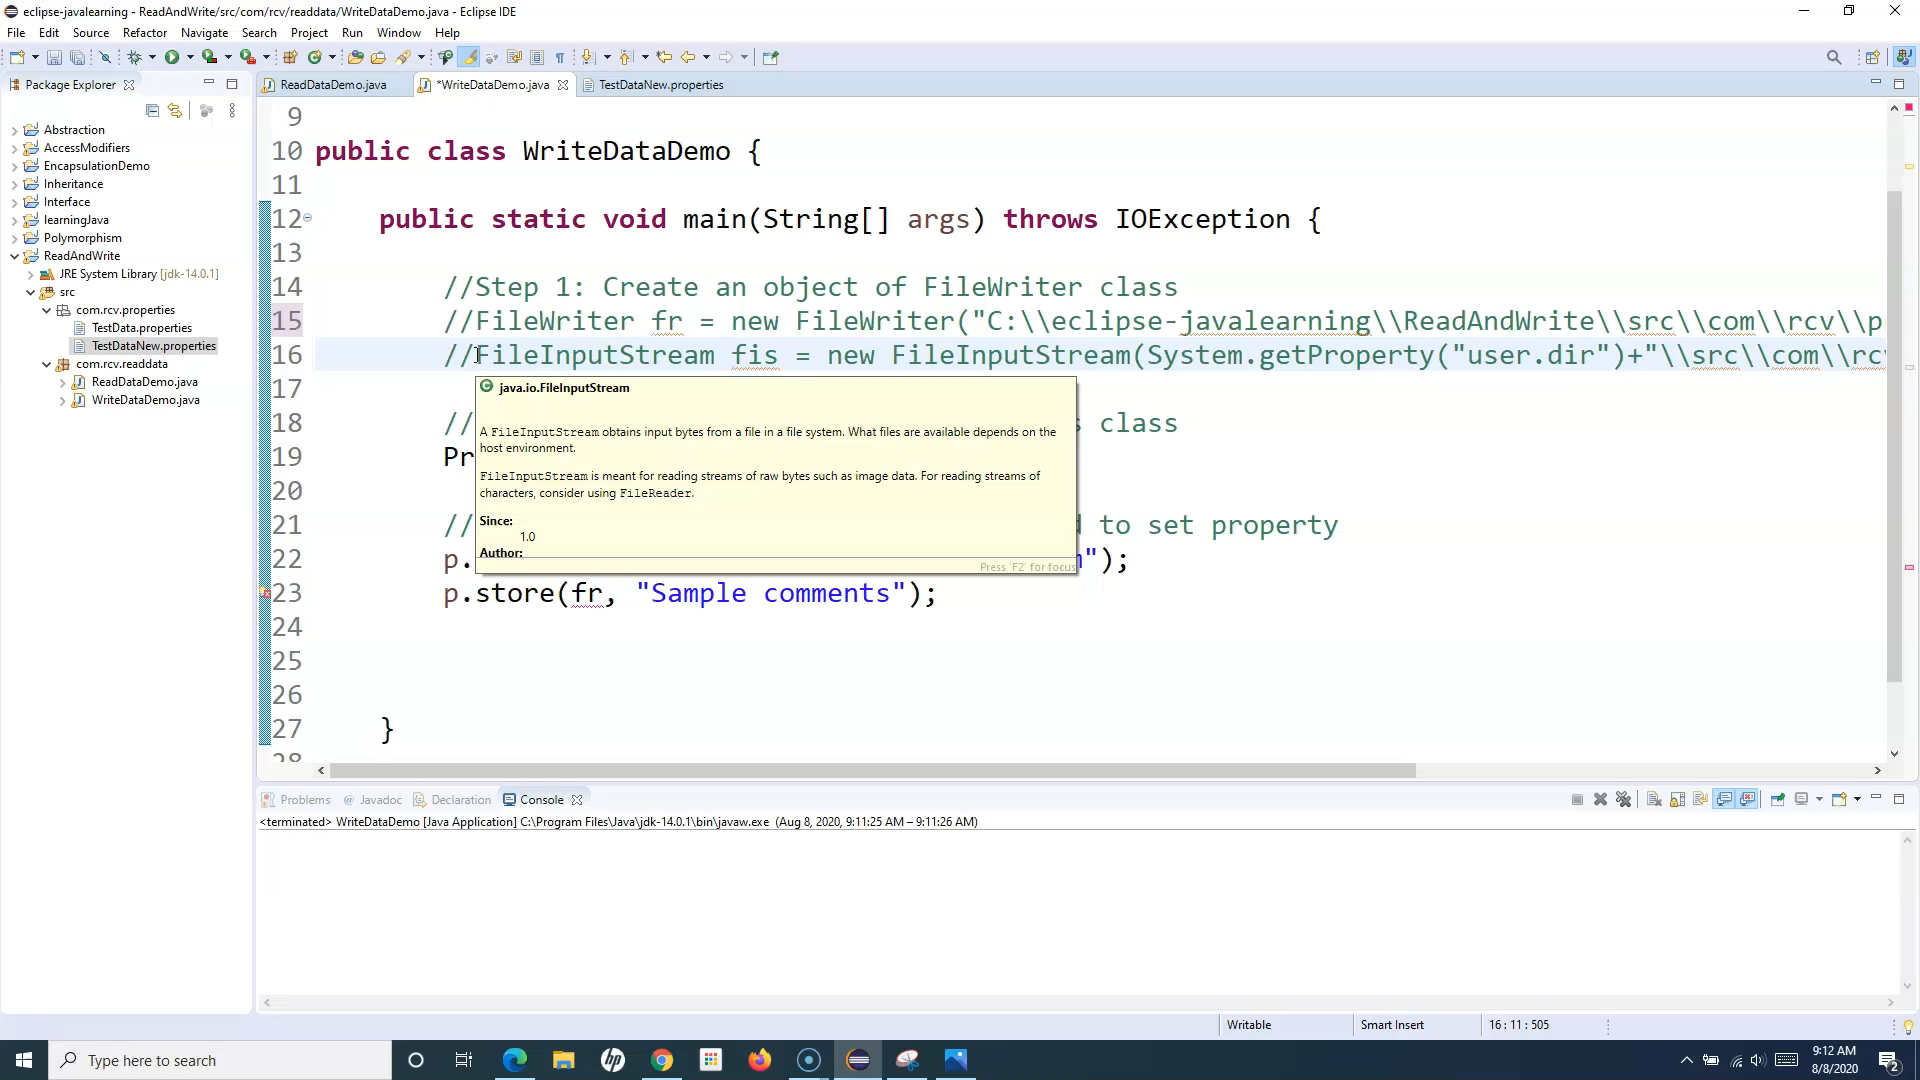 eclipse-javalearning - ReadAndWrite/src/com/rcv/readdata/WriteDataDemo.java - Eclipse IDE
File Edit Source Refactor Navigate Search Project Run Window Help
Package Explorer
ReadDataDemo.java *WriteDataDemo.java TestDataNew.properties
Abstraction
AccessModifiers
EncapsulationDemo
Inheritance
Interface
learningJava
Polymorphism
ReadAndWrite
JRE System Library [jdk-14.0.1]
src
com.rcv.properties
TestData.properties
TestDataNew.properties
com.rcv.readdata
ReadDataDemo.java
WriteDataDemo.java
9
10 public class WriteDataDemo {
11
12 public static void main(String[] args) throws IOException {
13
14 //Step 1: Create an object of FileWriter class
15 //FileWriter fr = new FileWriter("C:\\eclipse-javalearning\\ReadAndWrite\\src\\com\\rcv\\p
16 //FileInputStream fis = new FileInputStream(System.getProperty("user.dir")+"\\src\\com\\rcv
17
18 // class
19 Pr
20
21 // to set property
22 p. ");
23 p.store(fr, "Sample comments");
24
25
26
27 }
28
java.io.FileInputStream
A FileInputStream obtains input bytes from a file in a file system. What files are available depends on the
host environment.
FileInputStream is meant for reading streams of raw bytes such as image data. For reading streams of
characters, consider using FileReader.
Since:
1.0
Author:
Press 'F2' for focus
Problems @ Javadoc Declaration Console
<terminated> WriteDataDemo [Java Application] C:\Program Files\Java\jdk-14.0.1\bin\javaw.exe (Aug 8, 2020, 9:11:25 AM – 9:11:26 AM)
Writable Smart Insert 16 : 11 : 505
Type here to search
9:12 AM
8/8/2020
2